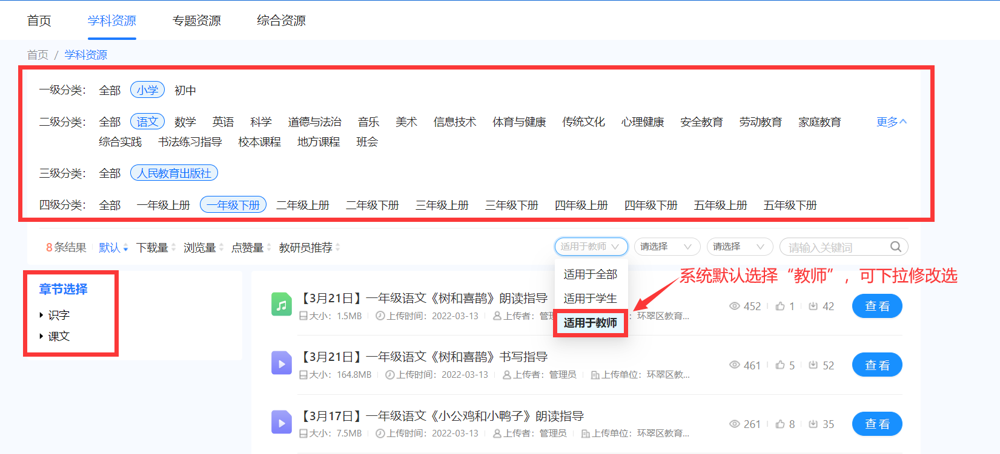 首页 学科资源 专题资源 综合资源
首页 / 学科资源
一级分类： 全部 小学 初中
二级分类： 全部 语文 数学 英语 科学 道德与法治 音乐 美术 信息技术 体育与健康 传统文化 心理健康 安全教育 劳动教育 家庭教育 更多
综合实践 书法练习指导 校本课程 地方课程 班会
三级分类： 全部 人民教育出版社
四级分类： 全部 一年级上册 一年级下册 二年级上册 二年级下册 三年级上册 三年级下册 四年级上册 四年级下册 五年级上册 五年级下册
8条结果 默认 下载量 浏览量 点赞量 教研员推荐 适用于教师 请选择 请选择 请输入关键词
适用于全部
适用于学生
适用于教师
系统默认选择“教师”，可下拉修改选
章节选择
识字
课文
【3月21日】一年级语文《树和喜鹊》朗读指导
大小：1.5MB 上传时间：2022-03-13 上传者：管理 ：环翠区教育... 452 1 42 查看
【3月21日】一年级语文《树和喜鹊》书写指导
大小：164.8MB 上传时间：2022-03-13 上传者：管理员 上传单位：环翠区教... 461 5 52 查看
【3月17日】一年级语文《小公鸡和小鸭子》朗读指导
大小：7.5MB 上传时间：2022-03-13 上传者：管理员 上传单位：环翠区教育... 261 8 35 查看